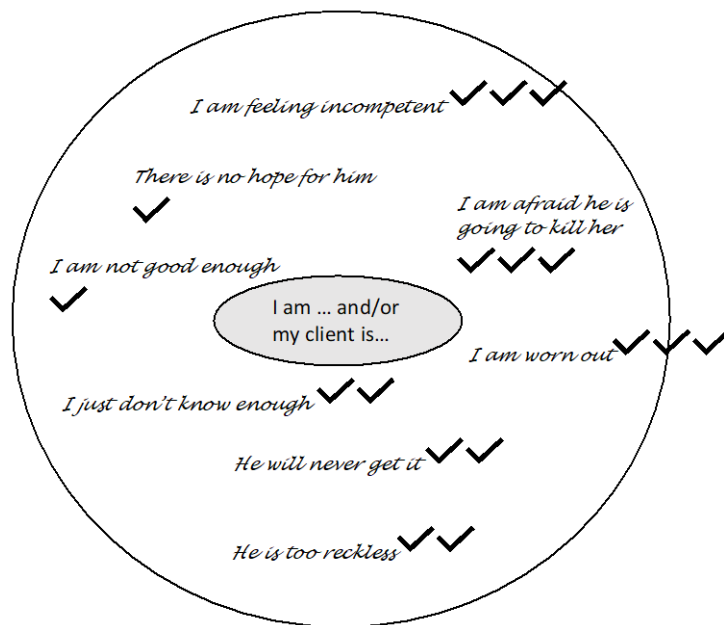 I am feeling incompetent
There is no hope for him
I am afraid he is
going to kill her
I am not good enough
I am ... and/or
my client is...
I am worn out
I just don't know enough
He will never get it
He is too reckless